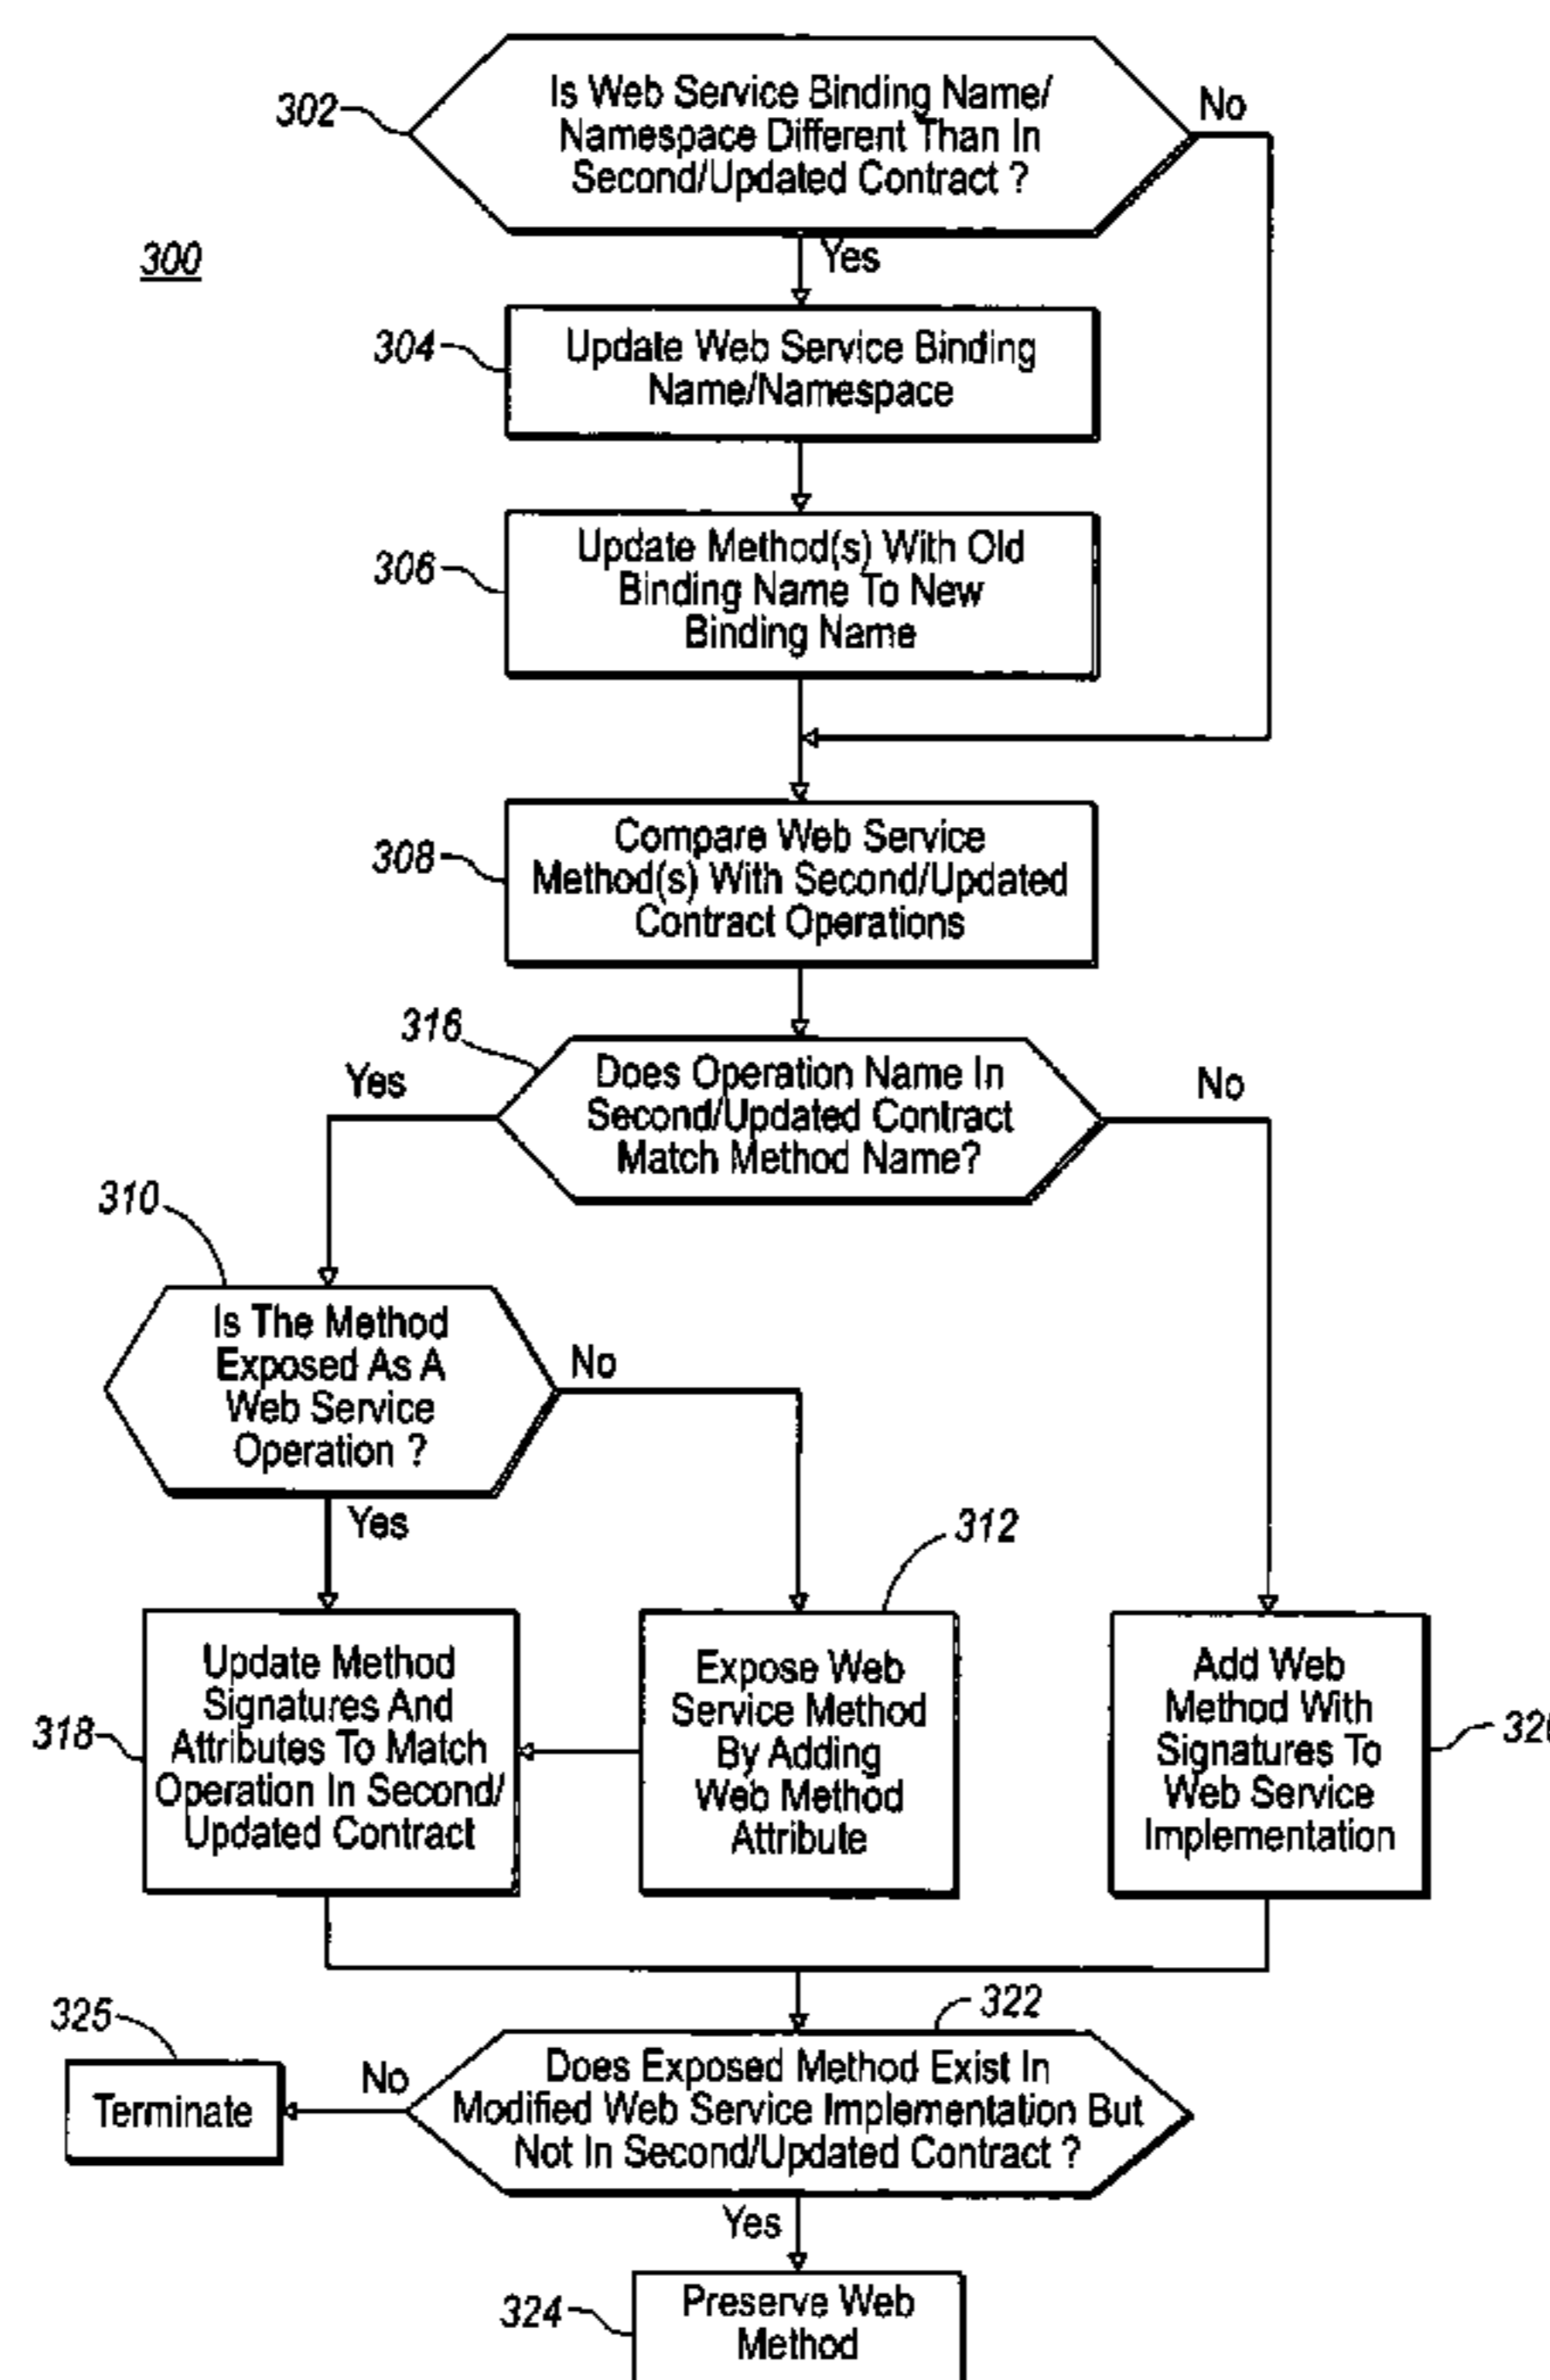 302
Is Web Service Binding Name/
Namespace Different Than In
Second/Updated Contract ?
No
300
Yes
304
Update Web Service Binding
Name/Namespace
306
Update Method(s) With Old
Binding Name To New
Binding Name
308
Compare Web Service
Method(s) With Second/Updated
Contract Operations
316
Yes
Does Operation Name In
Second/Updated Contract
Match Method Name?
No
310
Is The Method
Exposed As A
Web Service
Operation ?
No
Yes
312
318
Update Method
Signatures And
Attributes To Match
Operation In Second/
Updated Contract
Expose Web
Service Method
By Adding
Web Method
Attribute
Add Web
Method With
Signatures To
Web Service
Implementation
325
Terminate
No
322
Does Exposed Method Exist In
Modified Web Service Implementation But
Not In Second/Updated Contract ?
Yes
324
Preserve Web
Method